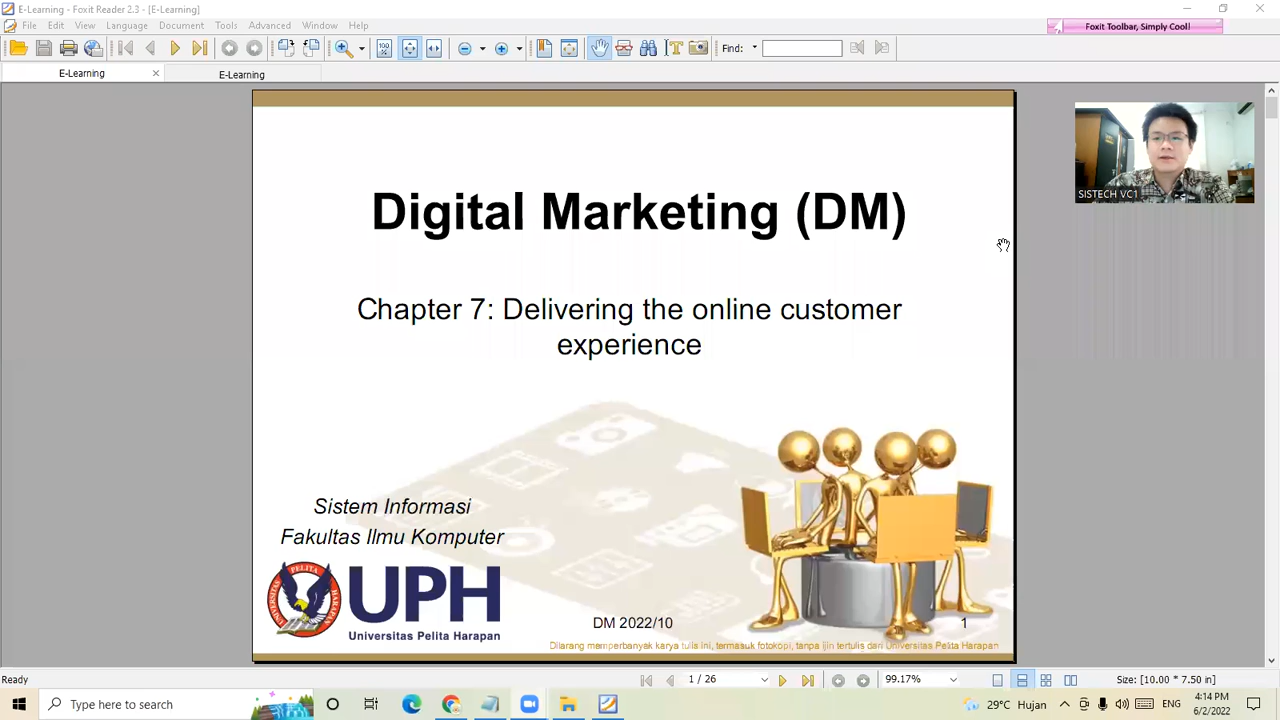 E-Learning - Foxit Reader 2.3 - [E-Learning]
File Edit View Language Document Tools Advanced Window Help
Foxit Toolbar, Simply Cool!
Find:
E-Learning
E-Learning
SISTECH VC1
Digital Marketing (DM)
Chapter 7: Delivering the online customer
experience
Sistem Informasi
Fakultas Ilmu Komputer
UPH
Universitas Pelita Harapan
DM 2022/10
1
Dilarang memperbanyak karya tulis ini, termasuk fotokopi, tanpa ijin tertulis dari Universitas Pelita Harapan
Ready
1 / 26
99.17%
Size: [10.00 * 7.50 in]
Type here to search
29°C Hujan
ENG
4:14 PM
6/2/2022